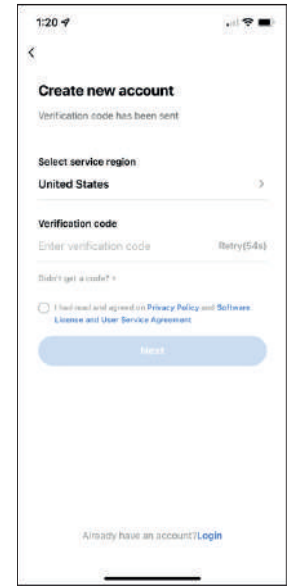 1:20
Create new account
Verification code has been sent
Select service region
United States
Verification code
Enter verification code Retry(54s)
Didn't get a code?
I had read and agreed on Privacy Policy and Software
License and User Service Agreement
Next
Already have an account?Login